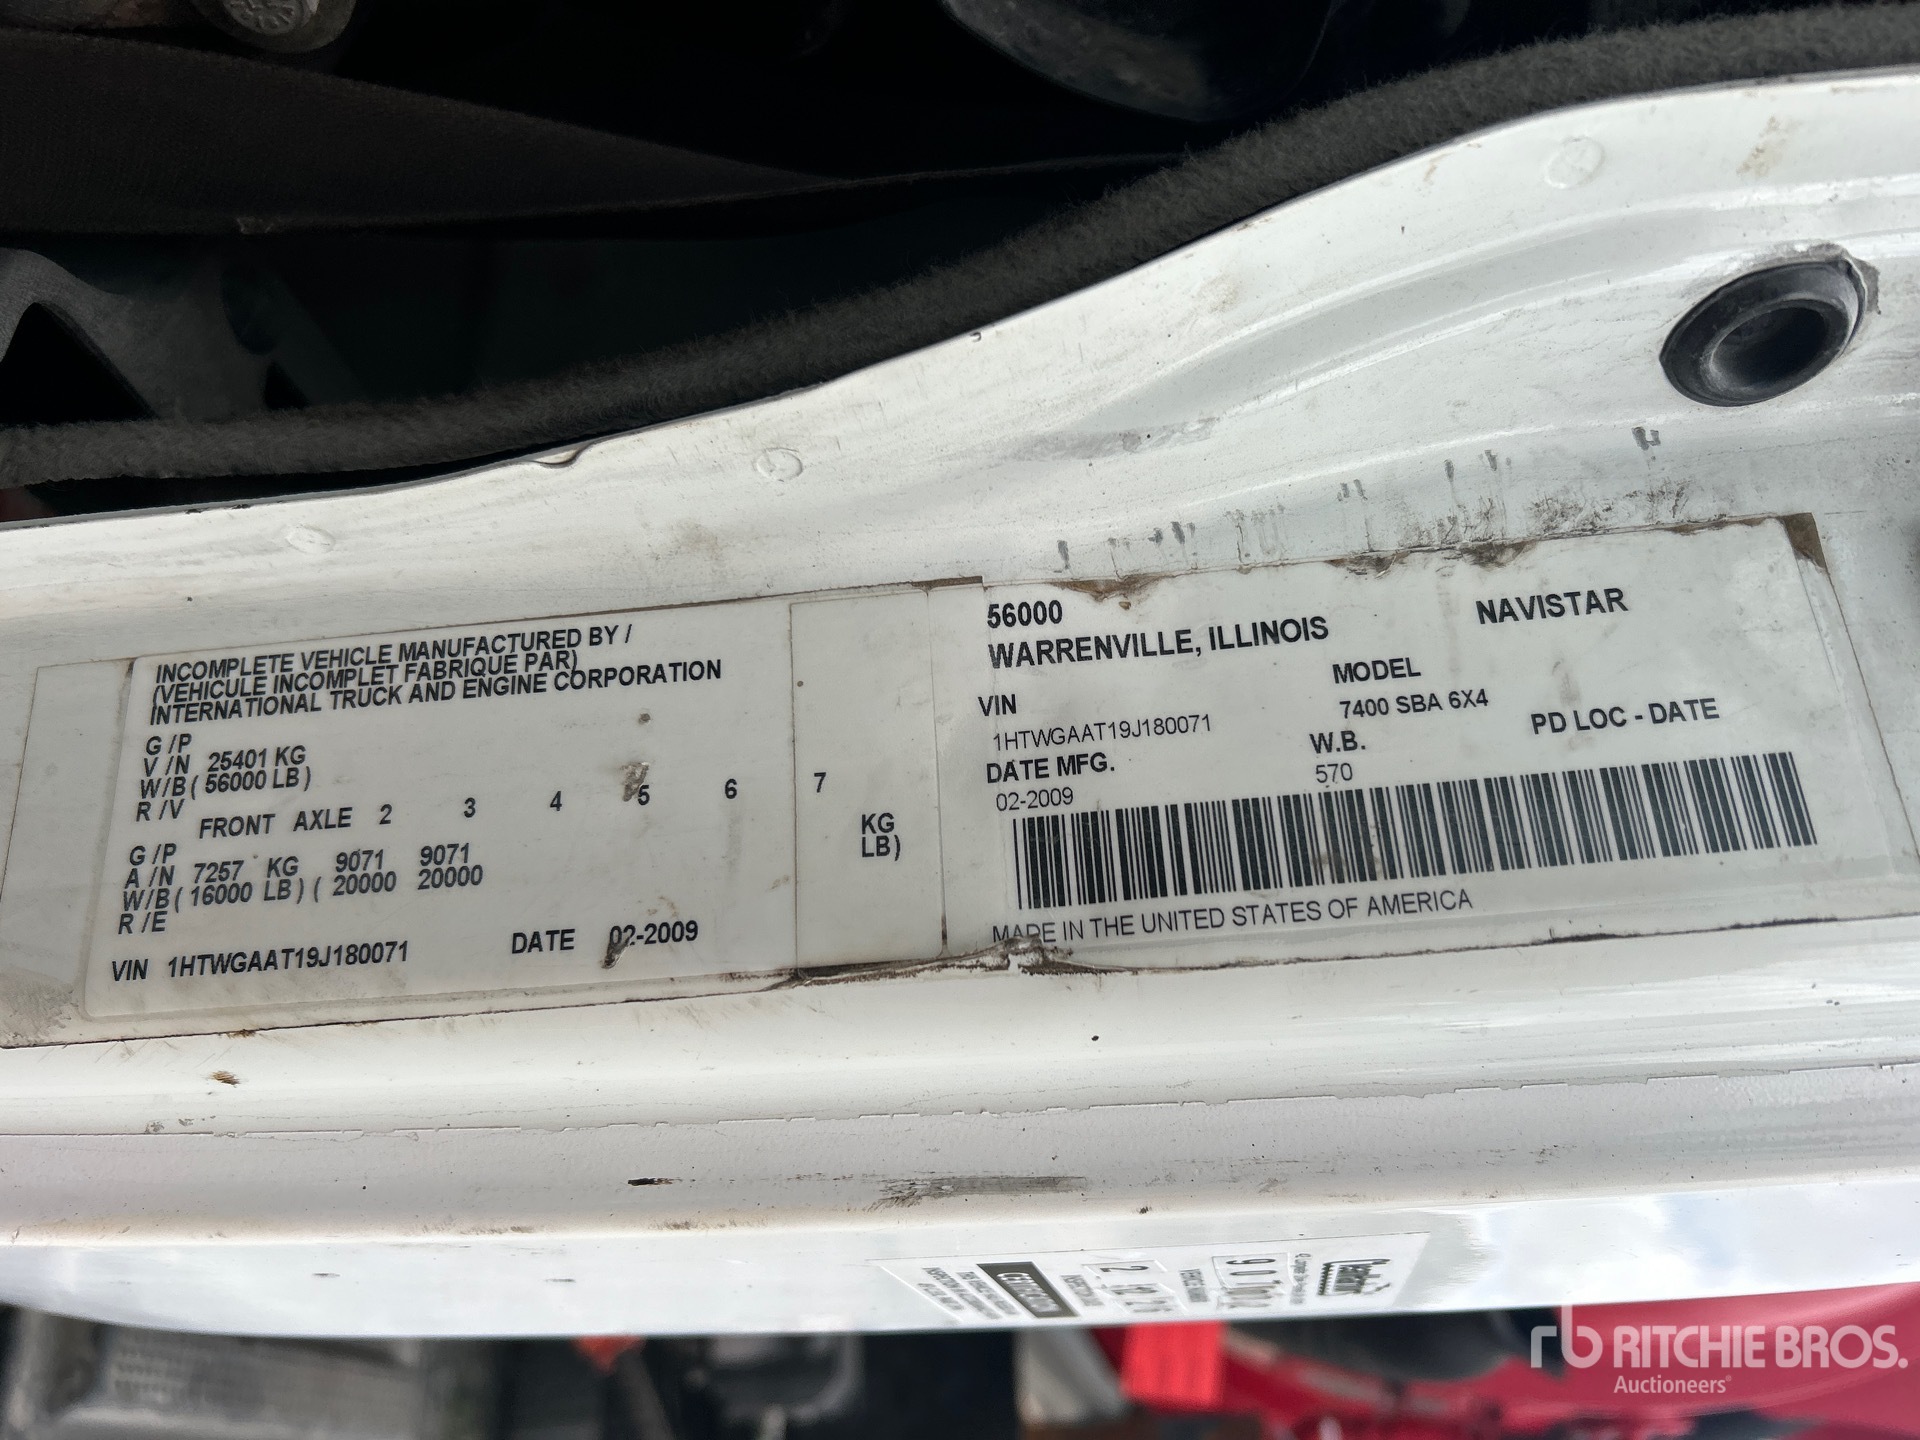 INCOMPLETE VEHICLE MANUFACTURED BY /
(VEHICULE INCOMPLET FABRIQUE PAR)
INTERNATIONAL TRUCK AND ENGINE CORPORATION
G /P
V /N 25401 KG
W/B ( 56000 LB )
R /V
FRONT AXLE 2 3 4 5 6 7
G /P
A /N 7257 KG 9071 9071 KG
W/B ( 16000 LB ) ( 20000 20000 LB )
R /E
VIN 1HTWGAAT19J180071 DATE 02-2009
56000 NAVISTAR
WARRENVILLE, ILLINOIS
VIN MODEL
1HTWGAAT19J180071 7400 SBA 6X4
DATE MFG. W.B. PD LOC - DATE
02-2009 570
MADE IN THE UNITED STATES OF AMERICA
CERTIFICATION
rb RITCHIE BROS.
Auctioneers